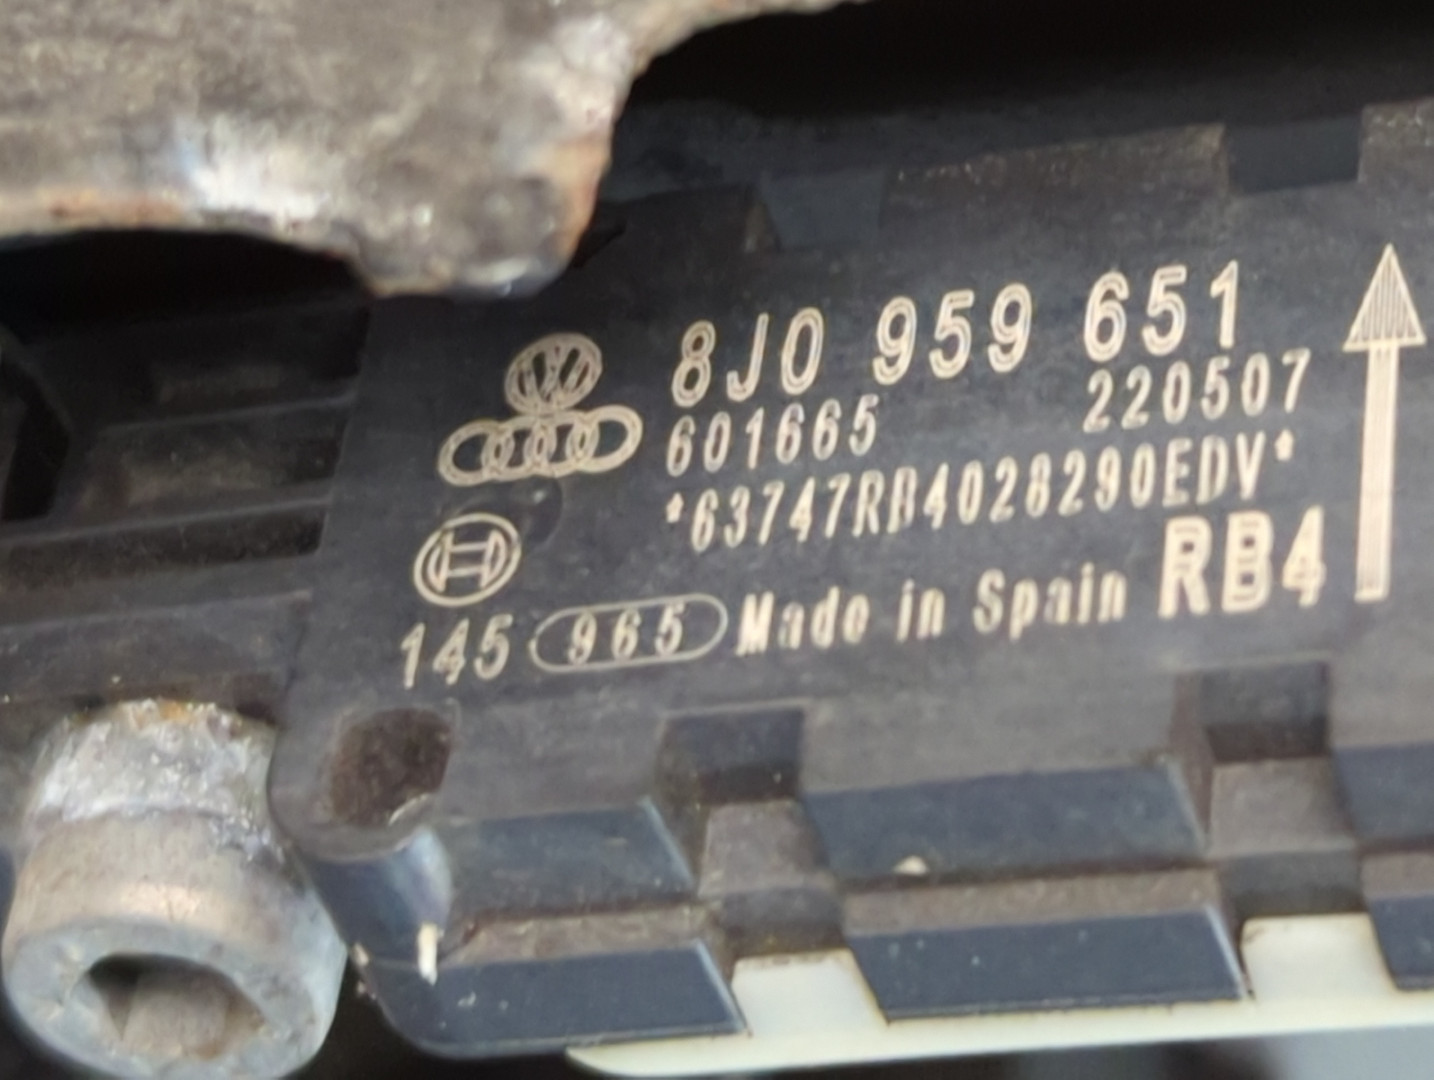 8J0 959 651
601665 220507
*63747RB4028290EDV*
145 965 Made in Spain RB4